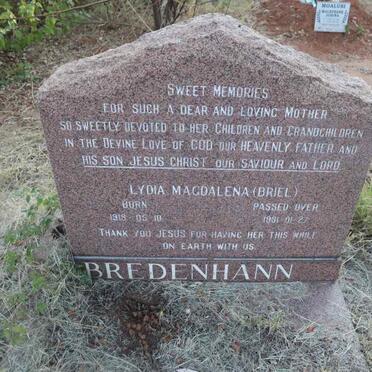 MOALUSI
SWEET MEMORIES
FOR SUCH A DEAR AND LOVING MOTHER
SO SWEETLY DEVOTED TO HER CHILDREN AND GRANDCHILDREN
IN THE DEVINE LOVE OF GOD OUR HEAVENLY FATHER AND
HIS SON JESUS CHRIST OUR SAVIOUR AND LORD
LYDIA MAGDALENA (BRIEL)
BORN PASSED OVER
1918-05-10 1981-01-27
THANK YOU JESUS FOR HAVING HER THIS WHILE
ON EARTH WITH US
BREDENHANN